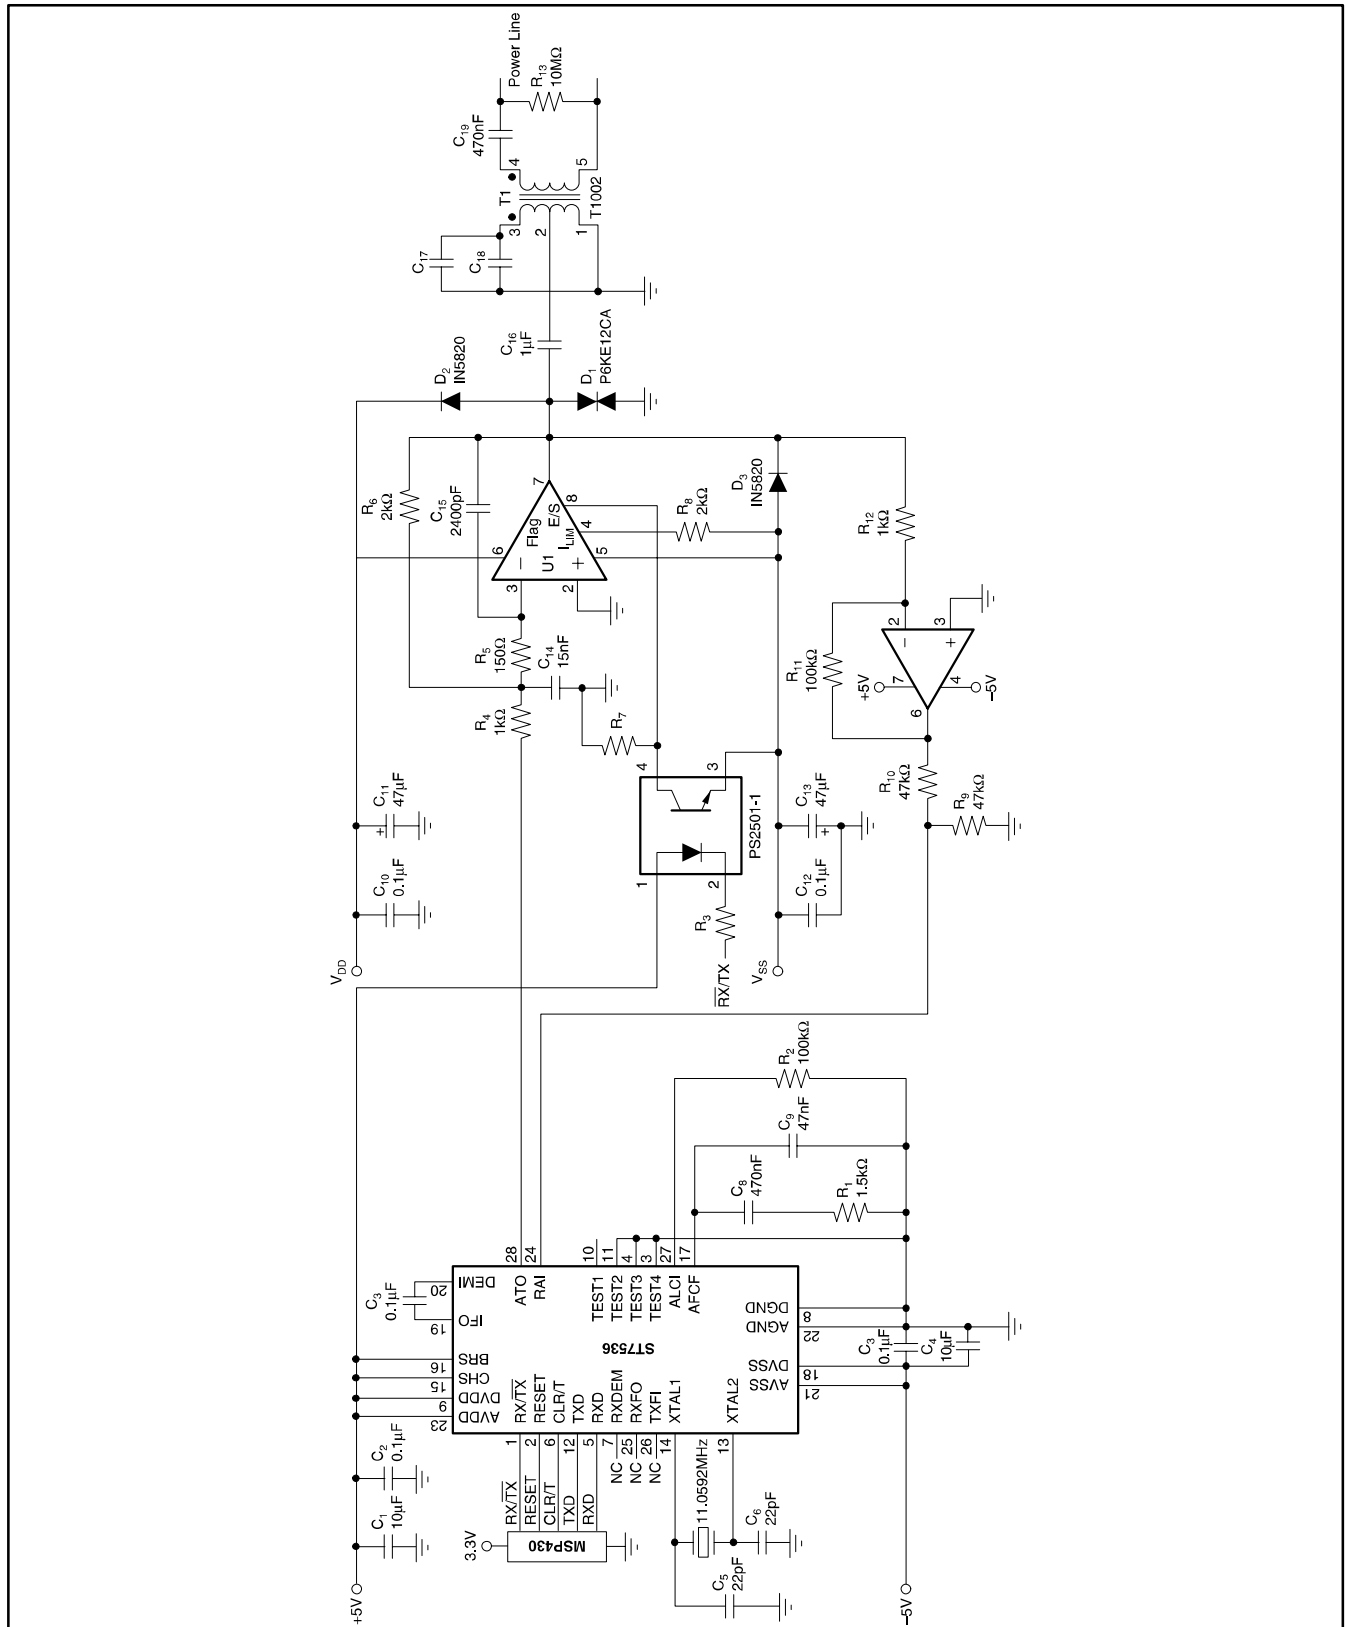 Power Line
R13
10MΩ
C19
470nF
4
5
T1
T1002
3
2
1
C17
C18
C16
1µF
D2
IN5820
D1
P6KE12CA
R6
2kΩ
C15
2400pF
7
Flag
E/S
8
6
ILIM
4
U1
5
–
+
3
2
R8
2kΩ
D3
IN5820
R12
1kΩ
R5
150Ω
C14
15nF
R4
1kΩ
R7
R11
100kΩ
2
–
3
+
+5V
7
4
–5V
6
R10
47kΩ
R9
47kΩ
C11
+
47µF
C10
0.1µF
4
3
PS2501-1
1
2
R3
RX/TX
C13
47µF
+
C12
0.1µF
VDD
VSS
R2
100kΩ
C9
47nF
C8
470nF
R1
1.5kΩ
C3
0.1µF
20
DEMI
19
IFO
16
BRS
15
CHS
9
DVDD
23
AVDD
28
ATO
24
RAI
10
TEST1
11
TEST2
4
TEST3
3
TEST4
27
ALCI
17
AFCF
ST7536
DGND
8
AGND
22
DVSS
18
AVSS
21
C3
0.1µF
C4
10µF
RX/TX
RESET
CLR/T
TXD
RXD
RXDEM
RXFO
TXFI
XTAL1
XTAL2
1
2
6
12
5
7
25
26
14
13
NC
NC
NC
RX/TX
RESET
CLR/T
TXD
RXD
MSP430
3.3V
C2
0.1µF
C1
10µF
11.0592MHz
C6
22pF
C5
22pF
+5V
–5V